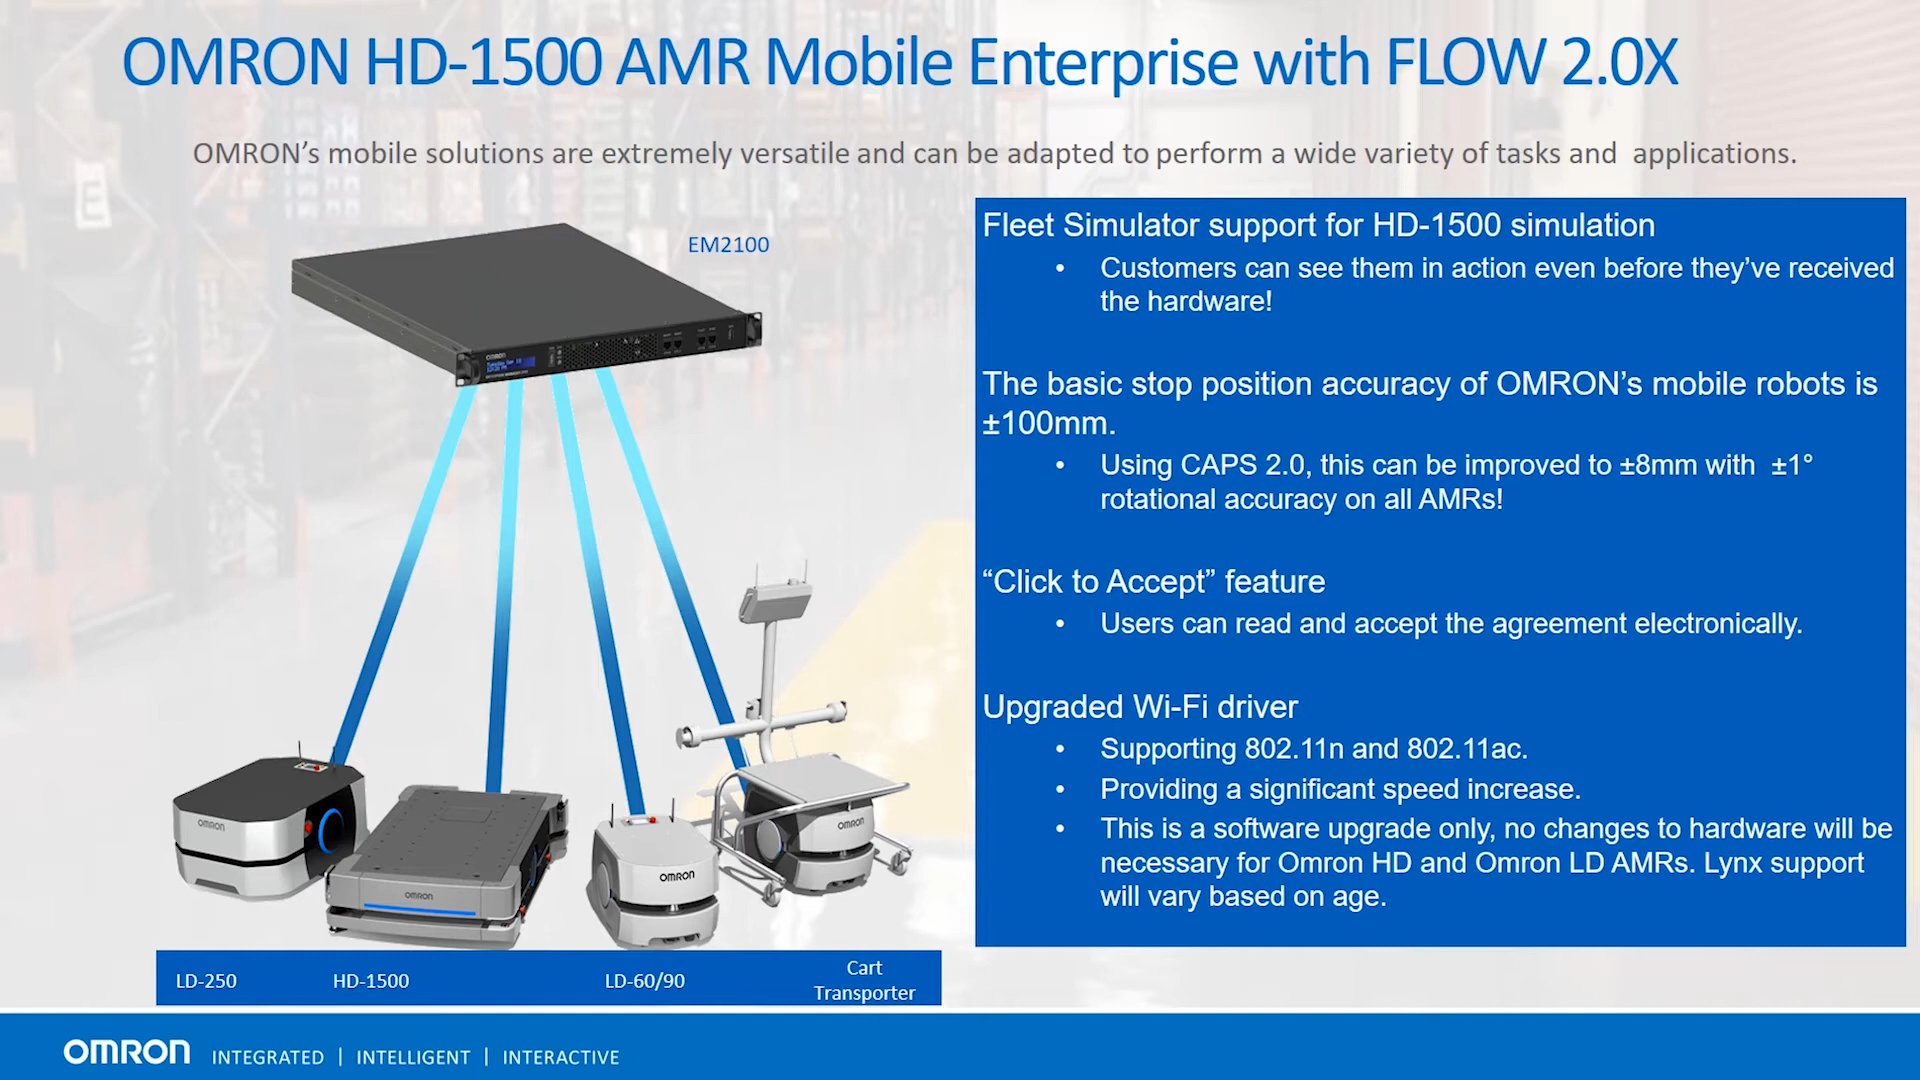 OMRON HD-1500 AMR Mobile Enterprise with FLOW 2.0X
OMRON’s mobile solutions are extremely versatile and can be adapted to perform a wide variety of tasks and applications.
E
EM2100
OMRON
OMRON
OMRON
OMRON
OMRON
LD-250
HD-1500
LD-60/90
Cart
Transporter
Fleet Simulator support for HD-1500 simulation
• Customers can see them in action even before they’ve received
the hardware!
The basic stop position accuracy of OMRON’s mobile robots is
±100mm.
• Using CAPS 2.0, this can be improved to ±8mm with ±1°
rotational accuracy on all AMRs!
“Click to Accept” feature
• Users can read and accept the agreement electronically.
Upgraded Wi-Fi driver
• Supporting 802.11n and 802.11ac.
• Providing a significant speed increase.
• This is a software upgrade only, no changes to hardware will be
necessary for Omron HD and Omron LD AMRs. Lynx support
will vary based on age.
OMRON INTEGRATED | INTELLIGENT | INTERACTIVE